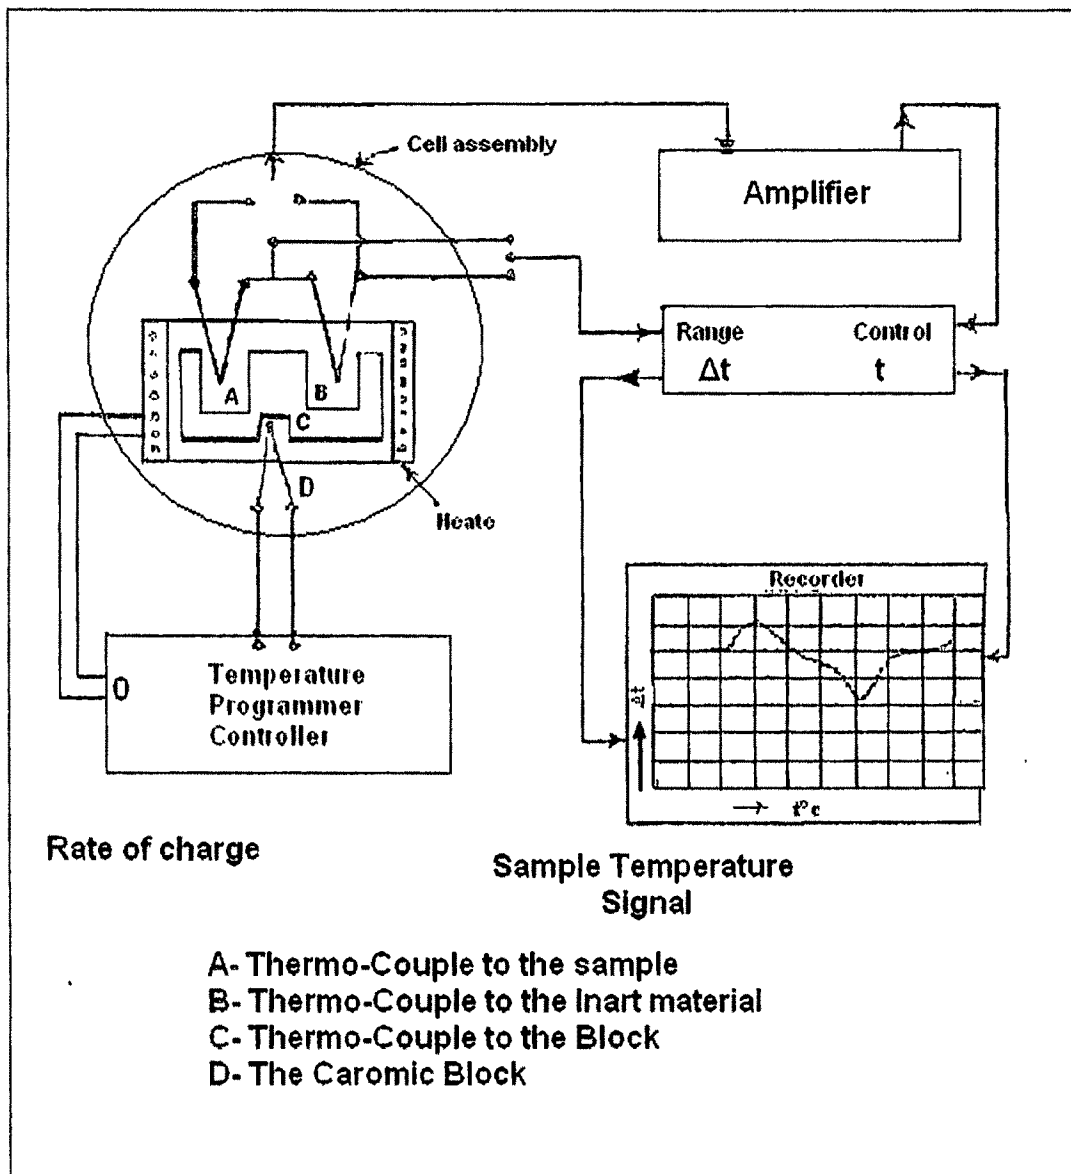 Cell assembly
Amplifier
Range Control
Δt t
A
B
C
D
Heate
Recorder
Temperature
Programmer
Controller
0
Δt
t°c
Rate of charge
Sample Temperature
Signal
A- Thermo-Couple to the sample
B- Thermo-Couple to the Inart material
C- Thermo-Couple to the Block
D- The Caromic Block